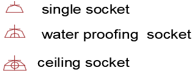 single socket
water proofing socket
ceiling socket